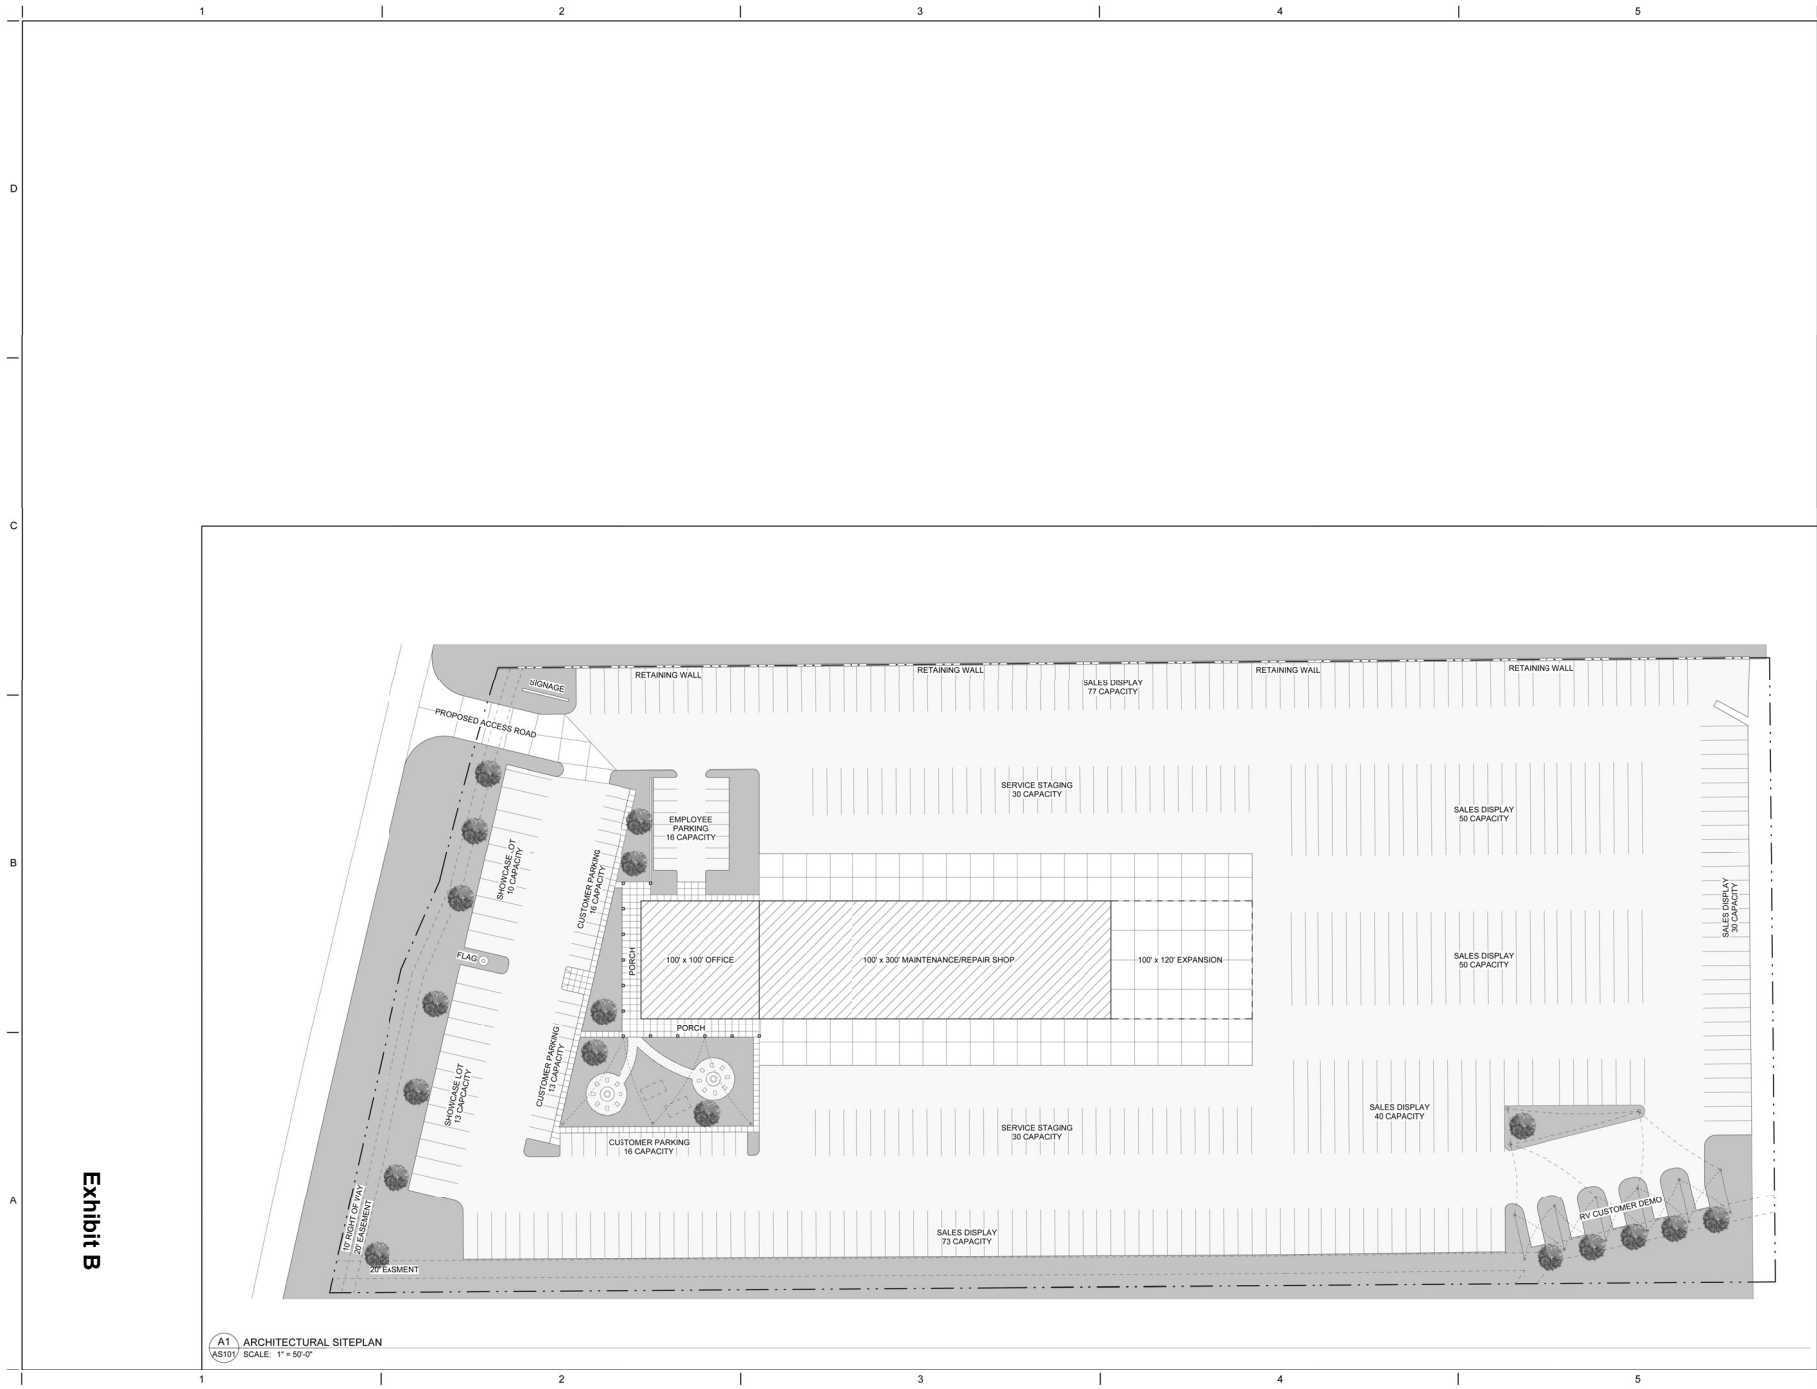 1 2 3 4 5
D
C
B
A
RETAINING WALL
RETAINING WALL
RETAINING WALL
RETAINING WALL
SIGNAGE
SALES DISPLAY
77 CAPACITY
PROPOSED ACCESS ROAD
SERVICE STAGING
30 CAPACITY
SALES DISPLAY
50 CAPACITY
EMPLOYEE
PARKING
16 CAPACITY
SHOWCASE LOT
10 CAPACITY
CUSTOMER PARKING
16 CAPACITY
SALES DISPLAY
30 CAPACITY
FLAG
PORCH
100' x 100' OFFICE
100' x 300' MAINTENANCE/REPAIR SHOP
100' x 120' EXPANSION
SALES DISPLAY
50 CAPACITY
PORCH
CUSTOMER PARKING
13 CAPACITY
SHOWCASE LOT
13 CAPCACITY
SALES DISPLAY
40 CAPACITY
SERVICE STAGING
30 CAPACITY
CUSTOMER PARKING
16 CAPACITY
RV CUSTOMER DEMO
10' RIGHT OF WAY
20' EASEMENT
SALES DISPLAY
73 CAPACITY
20' EASMENT
Exhibit B
A1 ARCHITECTURAL SITEPLAN
AS101 SCALE: 1" = 50'-0"
1 2 3 4 5